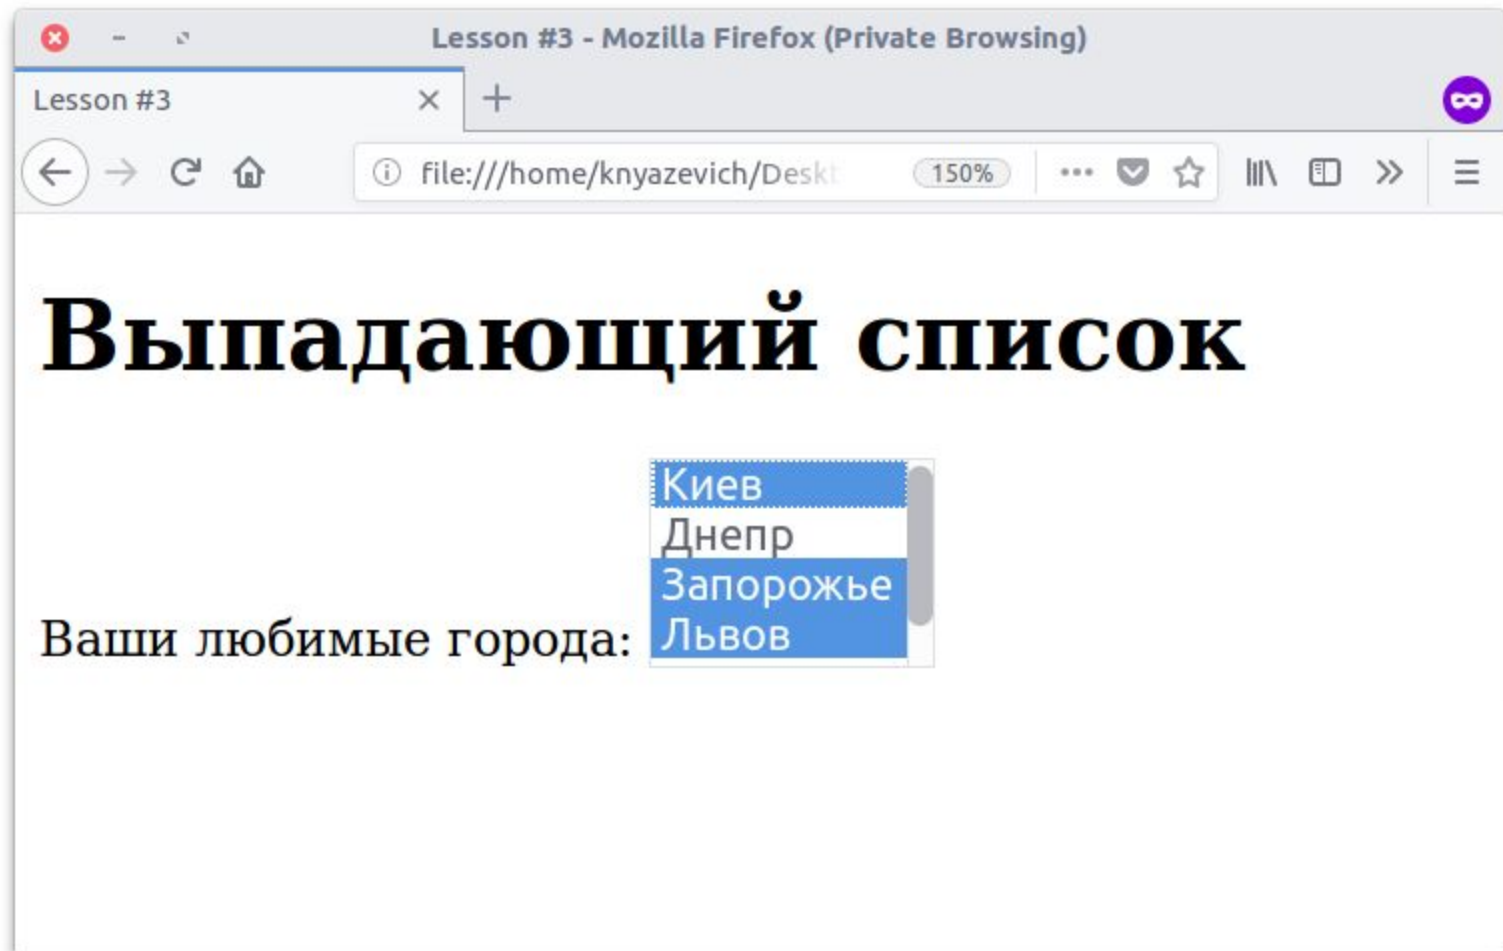 Lesson #3 - Mozilla Firefox (Private Browsing)
Lesson #3
file:///home/knyazevich/Deskt
150%
Выпадающий список
Киев
Днепр
Запорожье
Львов
Ваши любимые города: